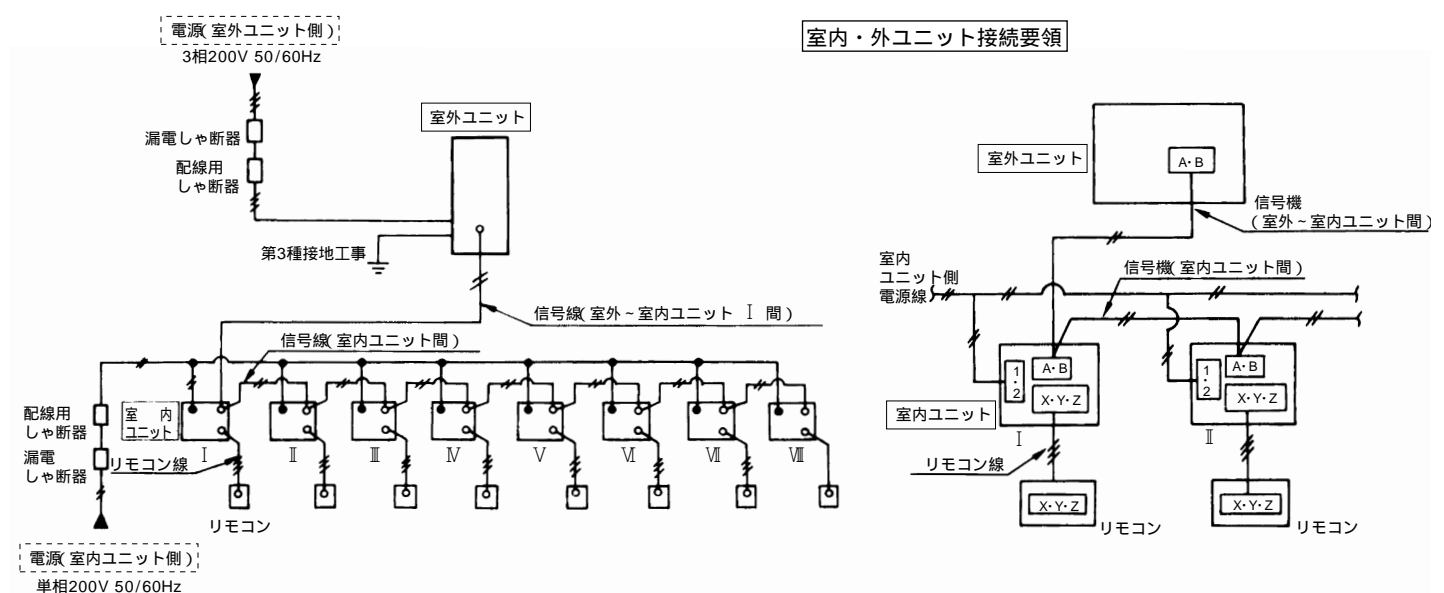 電源(室外ユニット側)
3相200V 50/60Hz
漏電しゃ断器
配線用
しゃ断器
室外ユニット
第3種接地工事
信号線(室外~室内ユニット Ⅰ 間)
信号線(室内ユニット間)
配線用
しゃ断器
漏電
しゃ断器
室 内
ユニット
Ⅰ
Ⅱ
Ⅲ
Ⅳ
Ⅴ
Ⅵ
Ⅶ
Ⅷ
リモコン線
リモコン
電源(室内ユニット側)
単相200V 50/60Hz
室内・外ユニット接続要領
室外ユニット
A・B
信号機
(室外~室内ユニット間)
室内
ユニット側
電源線
信号機(室内ユニット間)
1・2
A・B
X・Y・Z
1・2
A・B
X・Y・Z
室内ユニット
Ⅰ
Ⅱ
リモコン線
X・Y・Z
リモコン
X・Y・Z
リモコン